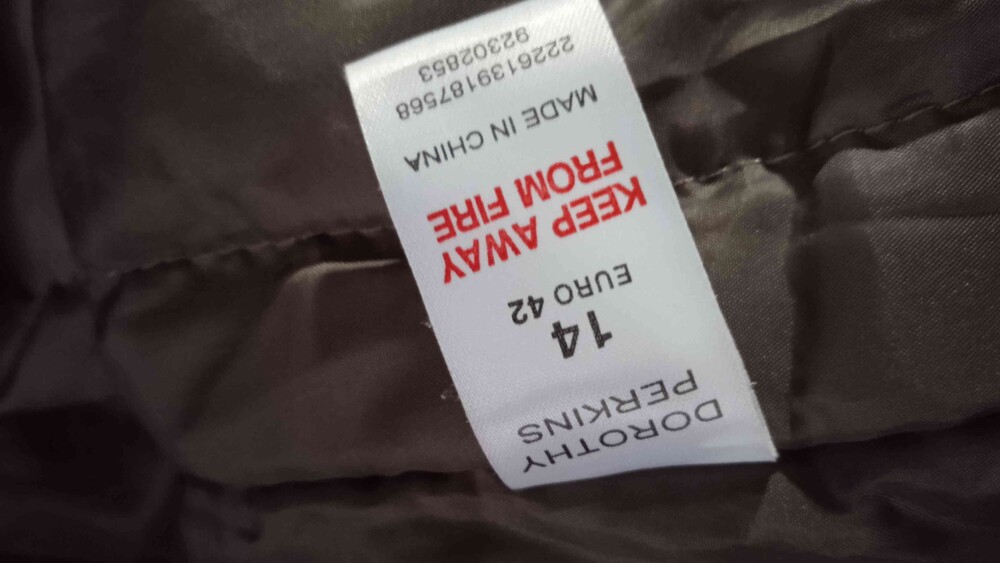 DOROTHY
PERKINS
14
EURO 42
KEEP AWAY
FROM FIRE
MADE IN CHINA
2226139187568
92302853